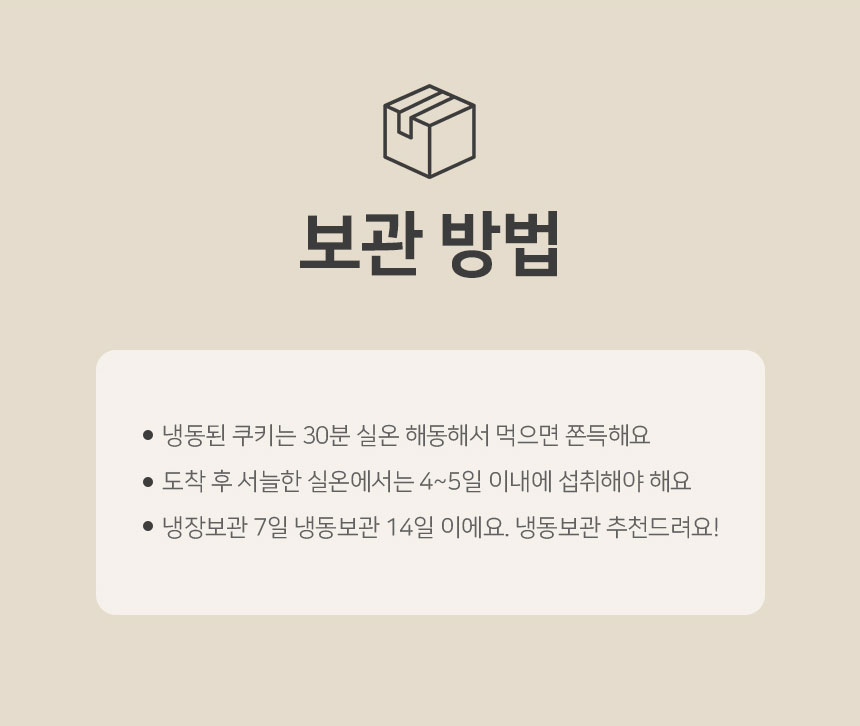 보관 방법
● 냉동된 쿠키는 30분 실온 해동해서 먹으면 쫀득해요
● 도착 후 서늘한 실온에서는 4~5일 이내에 섭취해야 해요
● 냉장보관 7일 냉동보관 14일 이에요. 냉동보관 추천드려요!